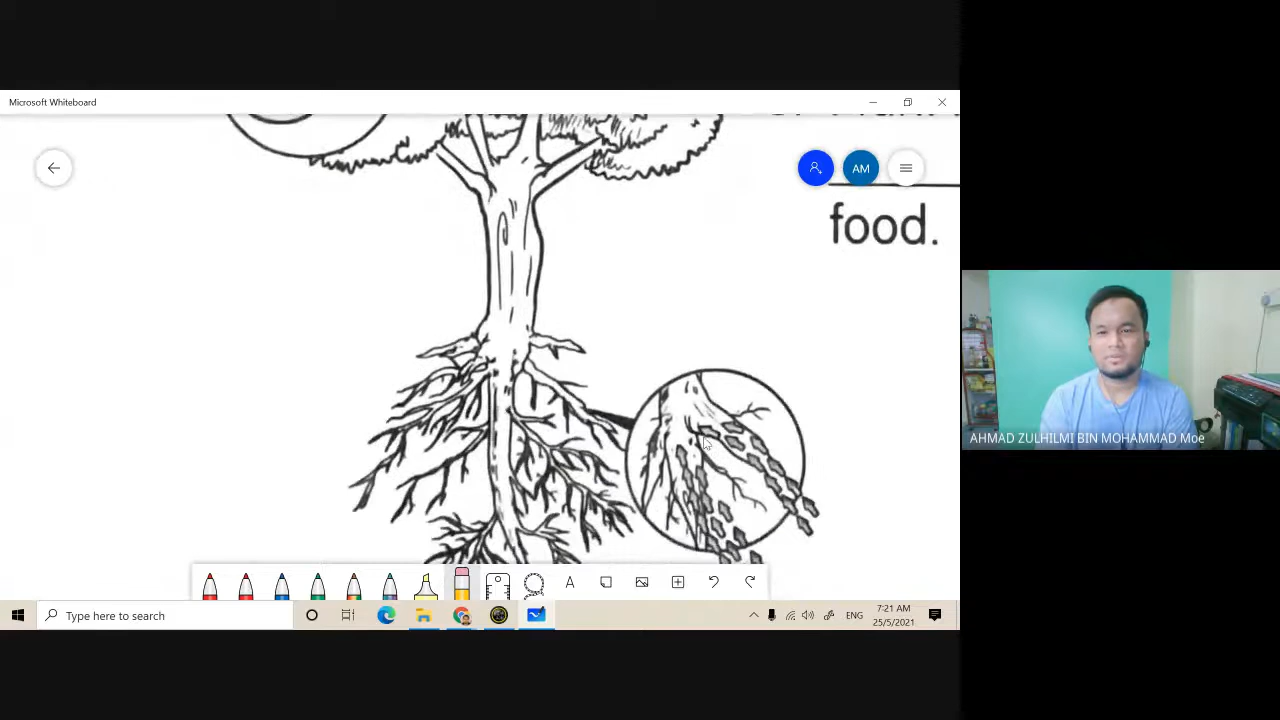 Microsoft Whiteboard
AM
food.
AHMAD ZULHILMI BIN MOHAMMAD Moe
A
Type here to search
ENG
7:21 AM
25/5/2021